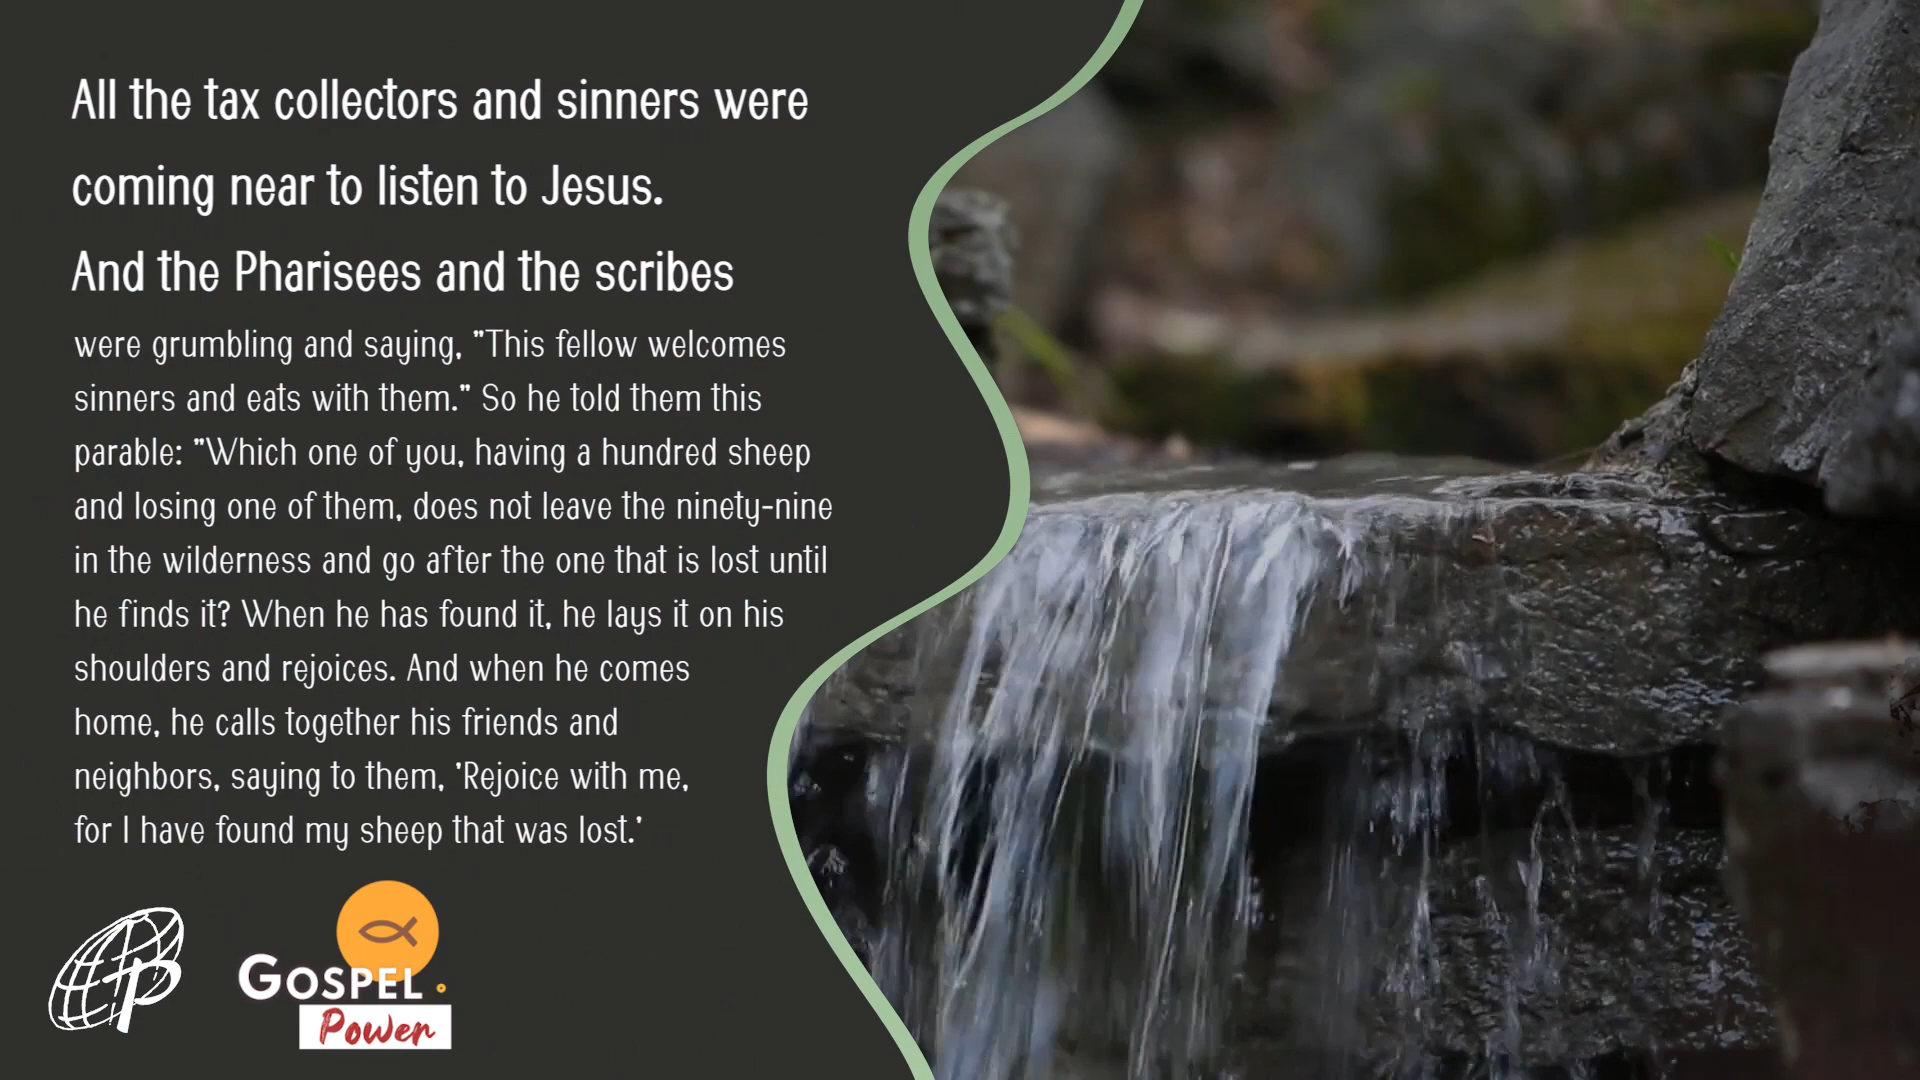 All the tax collectors and sinners were
coming near to listen to Jesus.
And the Pharisees and the scribes
were grumbling and saying, "This fellow welcomes
sinners and eats with them." So he told them this
parable: "Which one of you, having a hundred sheep
and losing one of them, does not leave the ninety-nine
in the wilderness and go after the one that is lost until
he finds it? When he has found it, he lays it on his
shoulders and rejoices. And when he comes
home, he calls together his friends and
neighbors, saying to them, 'Rejoice with me,
for I have found my sheep that was lost.'
GOSPEL
Power